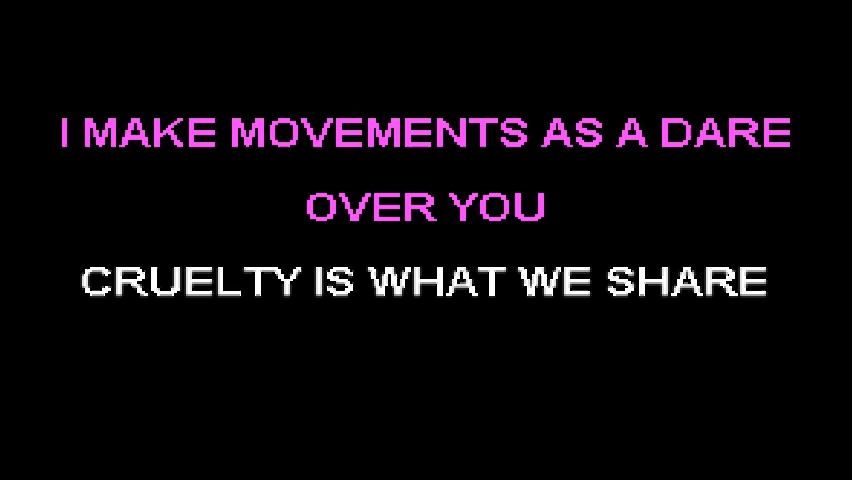 I MAKE MOVEMENTS AS A DARE
OVER YOU
CRUELTY IS WHAT WE SHARE